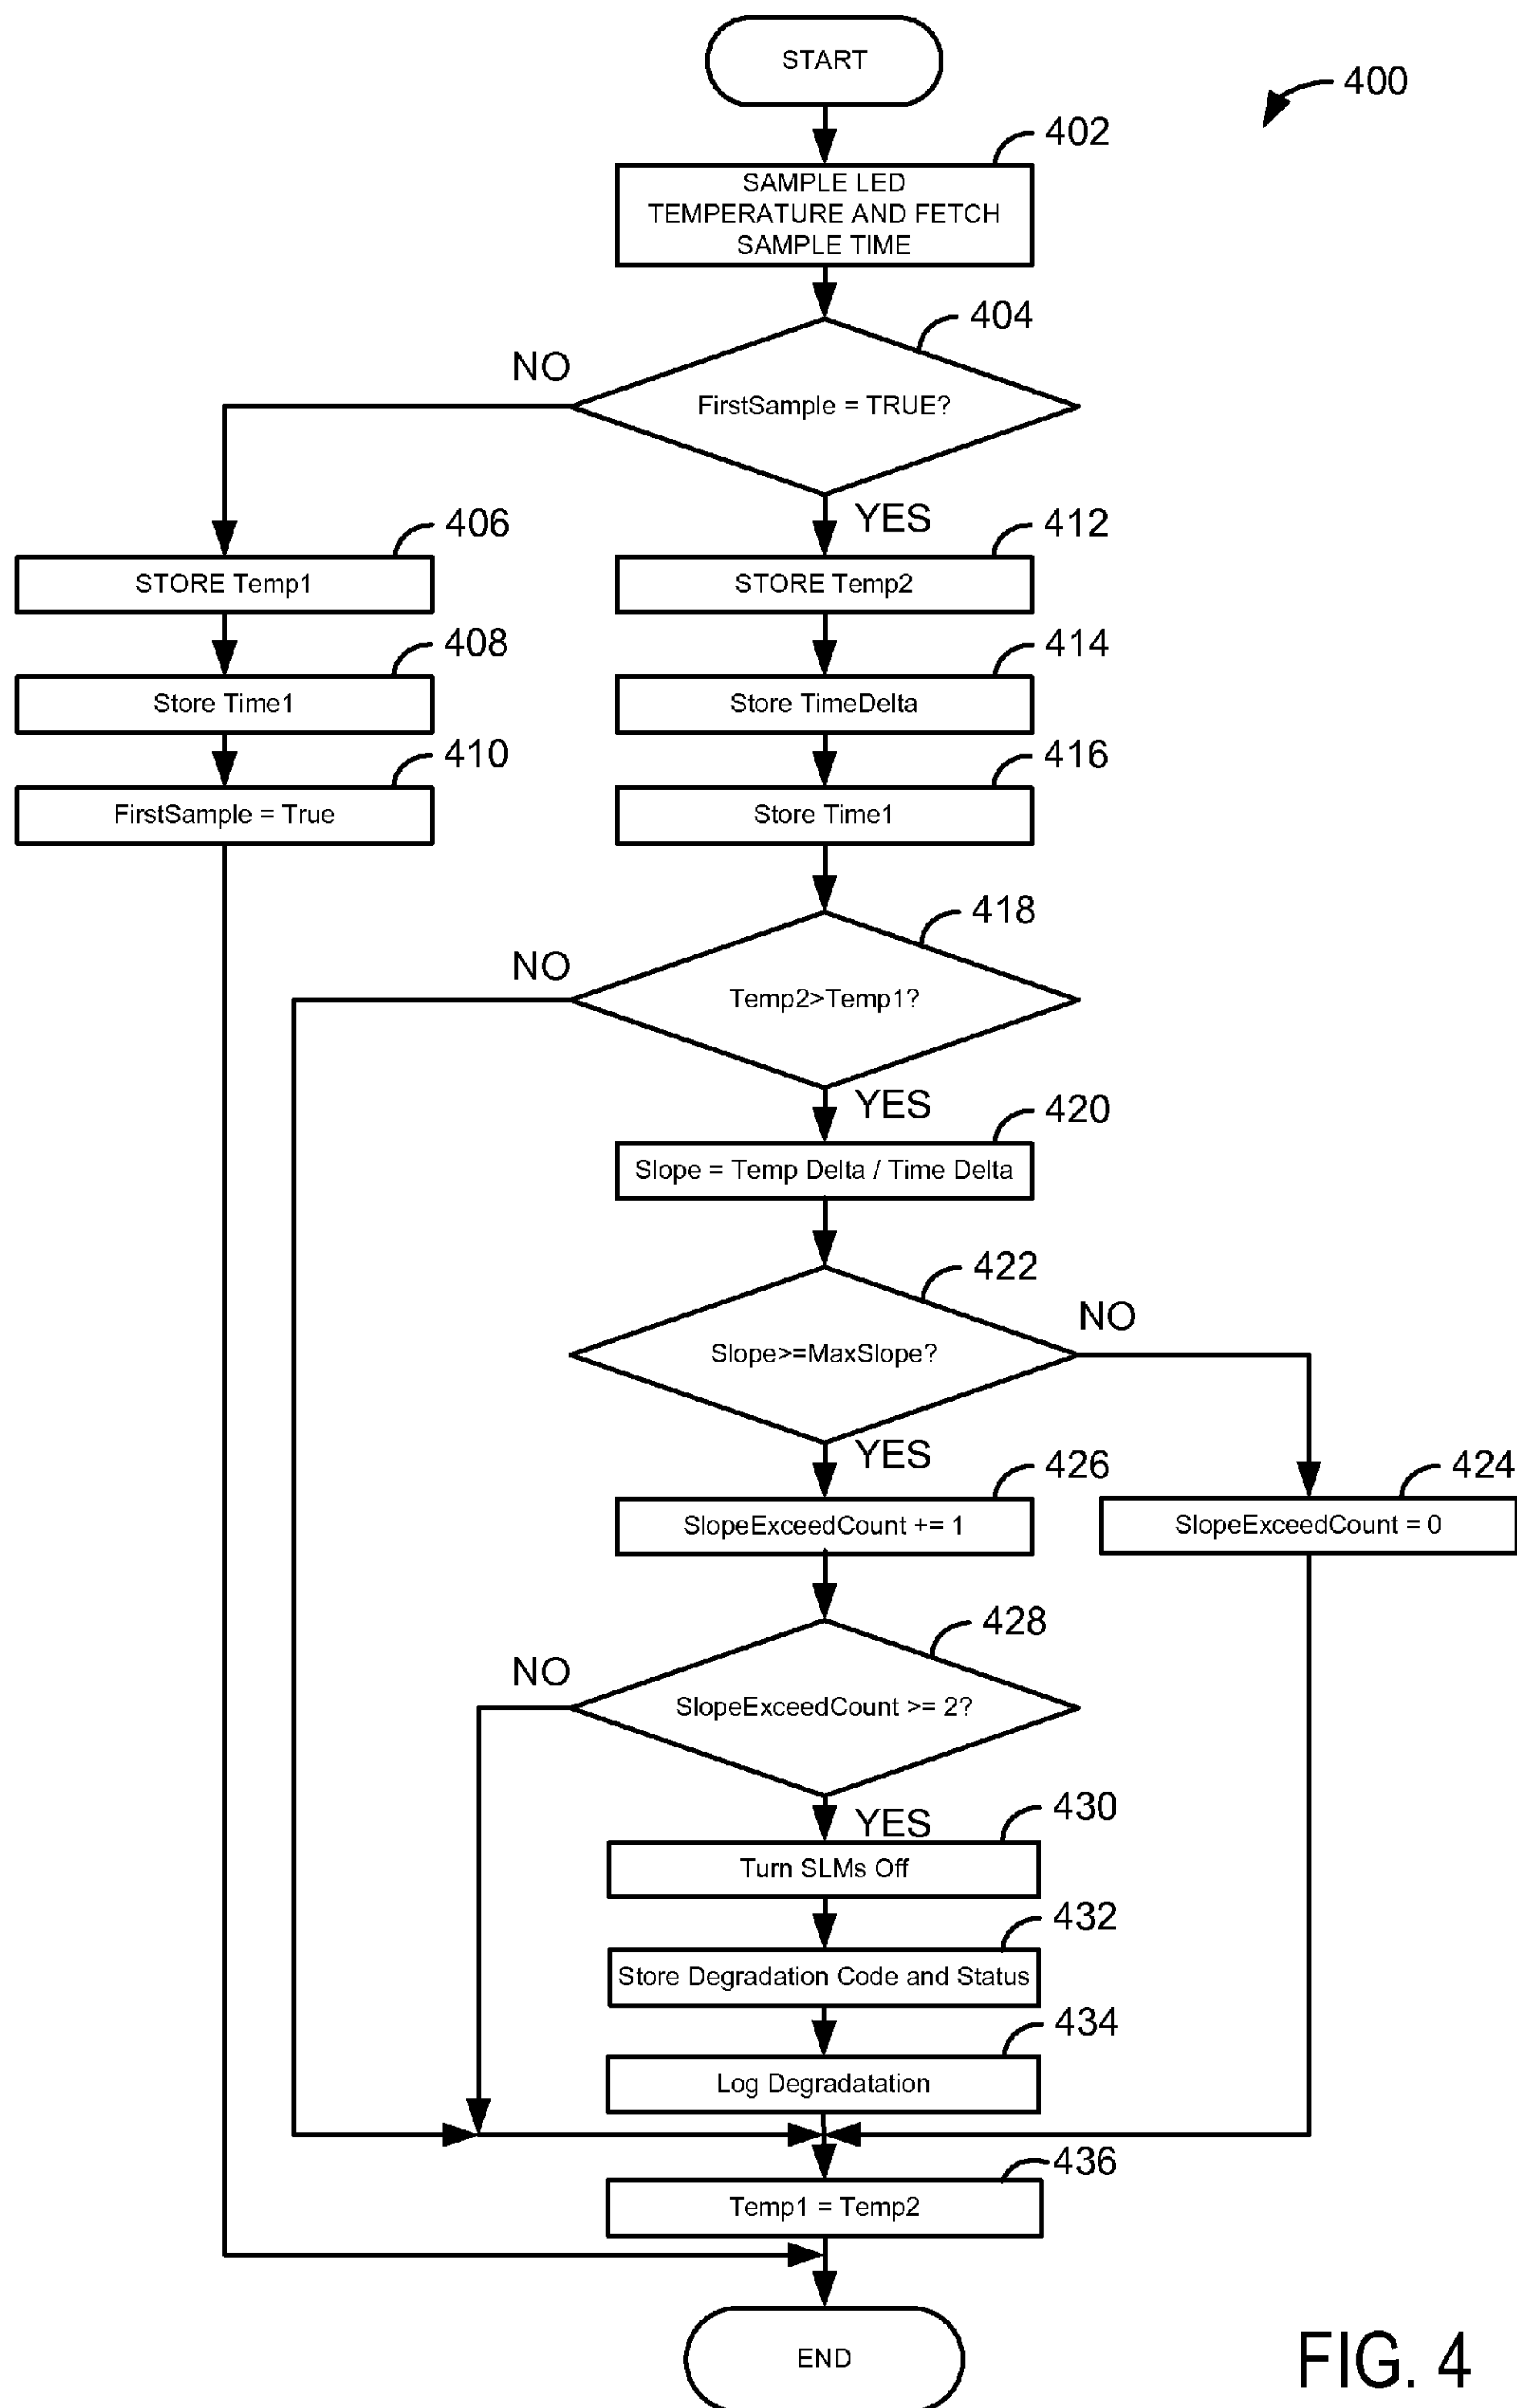 START
400
402
SAMPLE LED
TEMPERATURE AND FETCH
SAMPLE TIME
404
NO
FirstSample = TRUE?
YES
406
STORE Temp1
412
STORE Temp2
408
Store Time1
414
Store TimeDelta
410
FirstSample = True
416
Store Time1
418
NO
Temp2>Temp1?
YES
420
Slope = Temp Delta / Time Delta
422
NO
Slope>=MaxSlope?
YES
426
SlopeExceedCount += 1
424
SlopeExceedCount = 0
428
NO
SlopeExceedCount >= 2?
YES
430
Turn SLMs Off
432
Store Degradation Code and Status
434
Log Degradatation
436
Temp1 = Temp2
END
FIG. 4